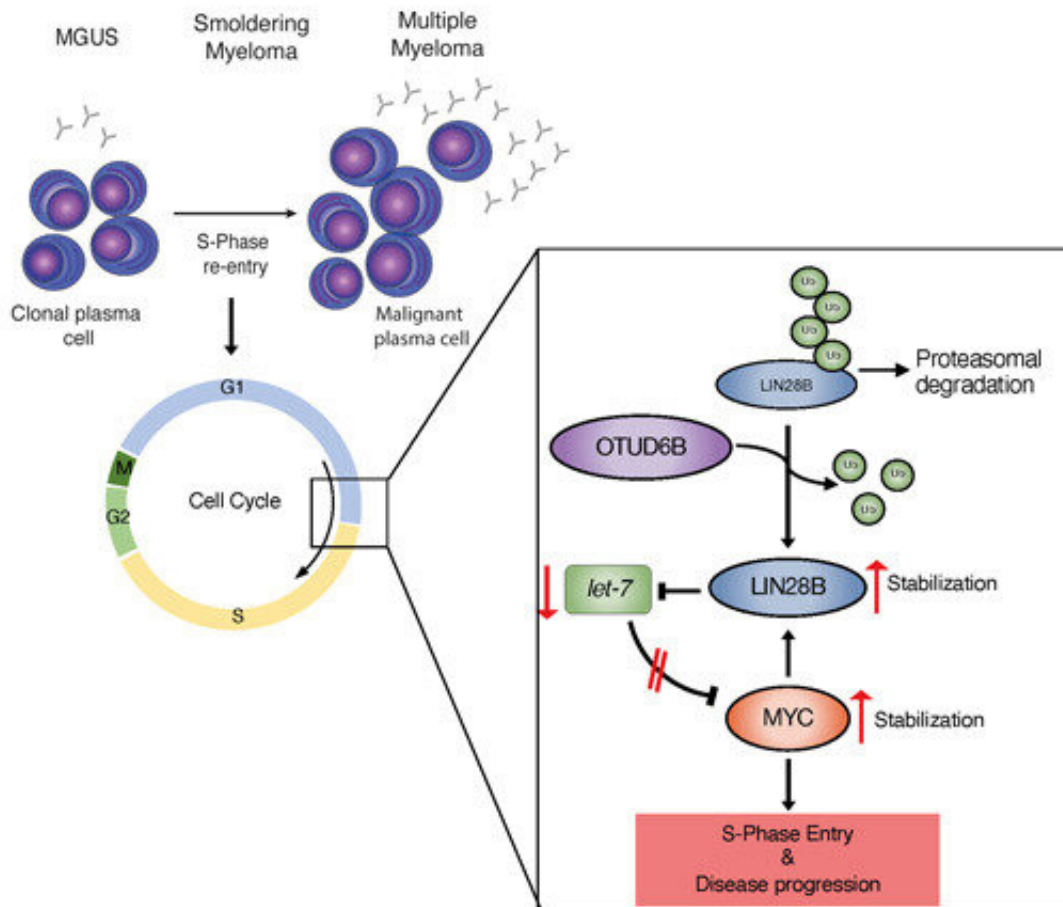 MGUS
Smoldering
Myeloma
Multiple
Myeloma
S-Phase
re-entry
Clonal plasma
cell
Malignant
plasma cell
G1
M
G2
S
Cell Cycle
Ub
Ub
Ub
Ub
LIN28B
Proteasomal
degradation
OTUD6B
Ub
Ub
Ub
let-7
LIN28B
Stabilization
MYC
Stabilization
S-Phase Entry
&
Disease progression